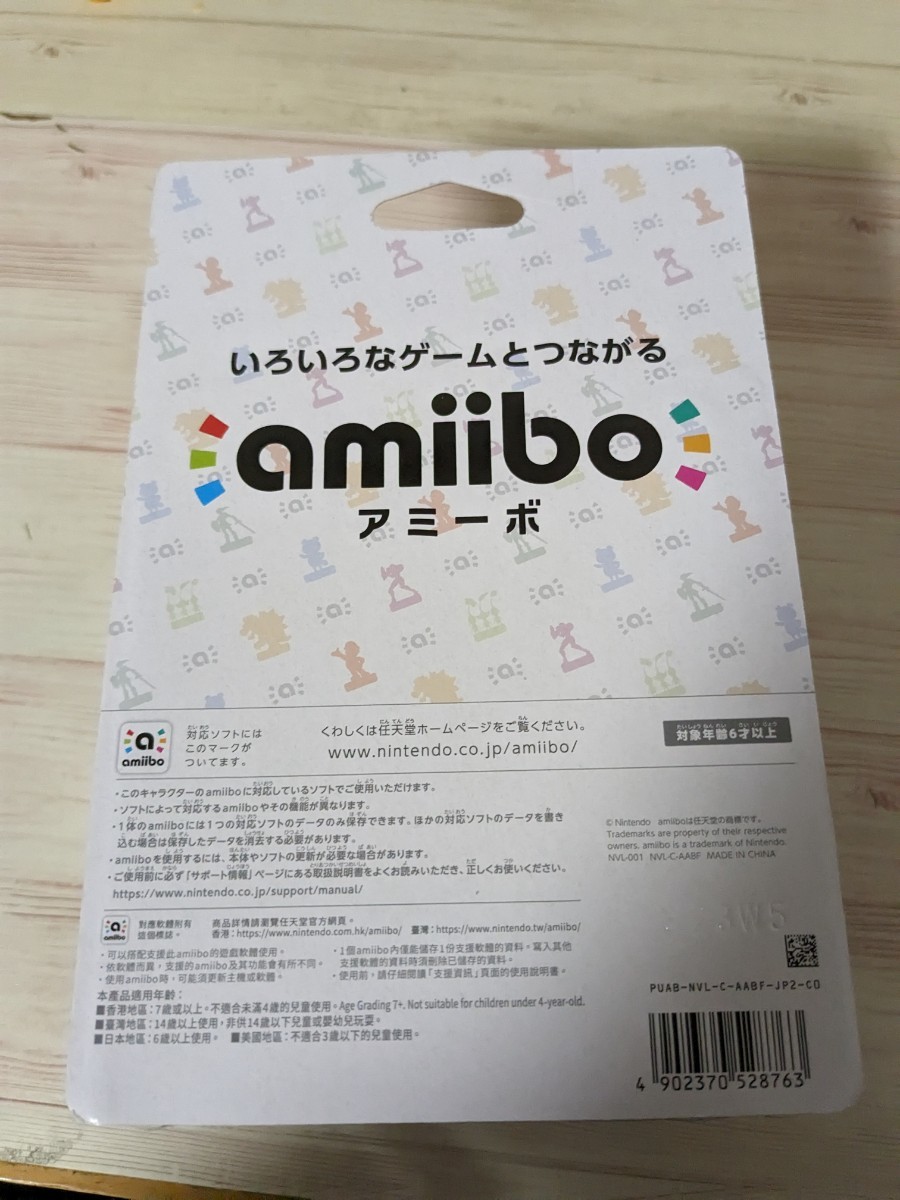 いろいろなゲームとつながる
amiibo
アミーボ
対応ソフトには
このマークが
ついてます。
amiibo
くわしくは任天堂ホームページをご覧ください。
www.nintendo.co.jp/amiibo/
対象年齢6才以上
・このキャラクターのamiiboに対応しているソフトでご使用いただけます。
・ソフトによって対応するamiiboやその機能が異なります。
・1体のamiiboには1つの対応ソフトのデータのみ保存できます。ほかの対応ソフトのデータを書き
込む場合は保存したデータを消去する必要があります。
・amiiboを使用するには、本体やソフトの更新が必要な場合があります。
・ご使用前に必ず「サポート情報」ページにある取扱説明書をよくお読みいただき、正しくお使いください。
https://www.nintendo.co.jp/support/manual/
© Nintendo amiiboは任天堂の商標です。
Trademarks are property of their respective
owners. amiibo is a trademark of Nintendo.
NVL-001 NVL-C-AABF MADE IN CHINA
amiibo
對應軟體附有
這個標誌。
商品詳情請瀏覽任天堂官方網頁。
香港：https://www.nintendo.com.hk/amiibo/ 臺灣：https://www.nintendo.tw/amiibo/
・可以搭配支援此amiibo的遊戲軟體使用。
・依軟體而異，支援的amiibo及其功能會有所不同。
・使用amiibo時，可能須更新主機或軟體。
・1個amiibo內僅能儲存1份支援軟體的資料。寫入其他
支援軟體的資料時須刪除已儲存的資料。
・使用前，請仔細閱讀「支援資訊」頁面的使用說明書。
本產品適用年齡：
■香港地區：7歲或以上。不適合未滿4歲的兒童使用。Age Grading 7+. Not suitable for children under 4-year-old.
■臺灣地區：14歲以上使用，非供14歲以下兒童或嬰幼兒玩耍。
■日本地區：6歲以上使用。 ■美國地區：不適合3歲以下的兒童使用。
W5
PUAB-NVL-C-AABF-JP2-C0
4 902370 528763